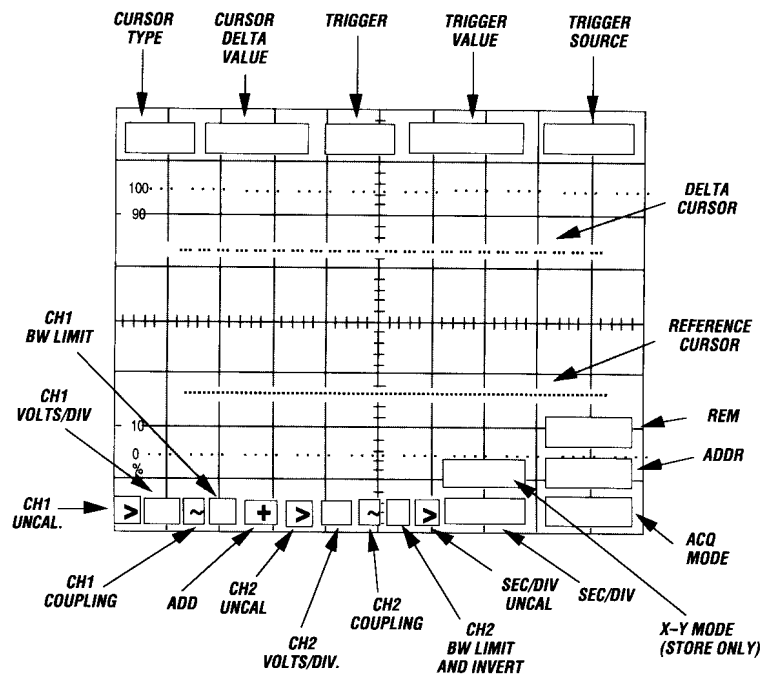 CURSOR
TYPE
CURSOR
DELTA
VALUE
TRIGGER
TRIGGER
VALUE
TRIGGER
SOURCE
100
90
DELTA
CURSOR
CH1
BW LIMIT
REFERENCE
CURSOR
CH1
VOLTS/DIV
10
0
%
REM
ADDR
CH1
UNCAL.
> ~ + > ~ >
ACQ
MODE
CH1
COUPLING
ADD
CH2
UNCAL
CH2
VOLTS/DIV.
CH2
COUPLING
CH2
BW LIMIT
AND INVERT
SEC/DIV
UNCAL
SEC/DIV
X-Y MODE
(STORE ONLY)